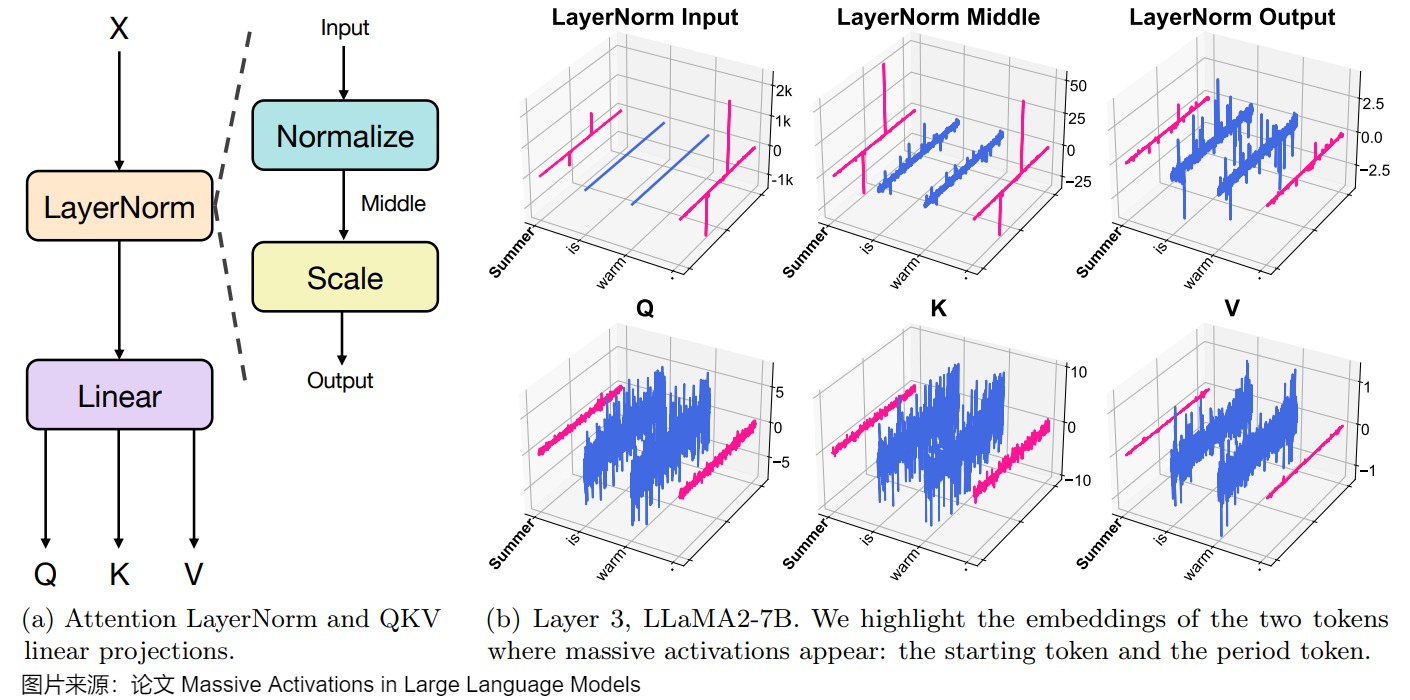 X
LayerNorm
Linear
Q K V
Input
Normalize
Middle
Scale
Output
LayerNorm Input
2k
1k
0
-1k
Summer
is
warm
.
LayerNorm Middle
50
25
0
−25
Summer
is
warm
.
LayerNorm Output
2.5
0.0
−2.5
Summer
is
warm
.
Q
5
0
−5
Summer
is
warm
.
K
10
0
−10
Summer
is
warm
.
V
1
0
−1
Summer
is
warm
.
(a) Attention LayerNorm and QKV
linear projections.
(b) Layer 3, LLaMA2-7B. We highlight the embeddings of the two tokens
where massive activations appear: the starting token and the period token.
图片来源：论文 Massive Activations in Large Language Models